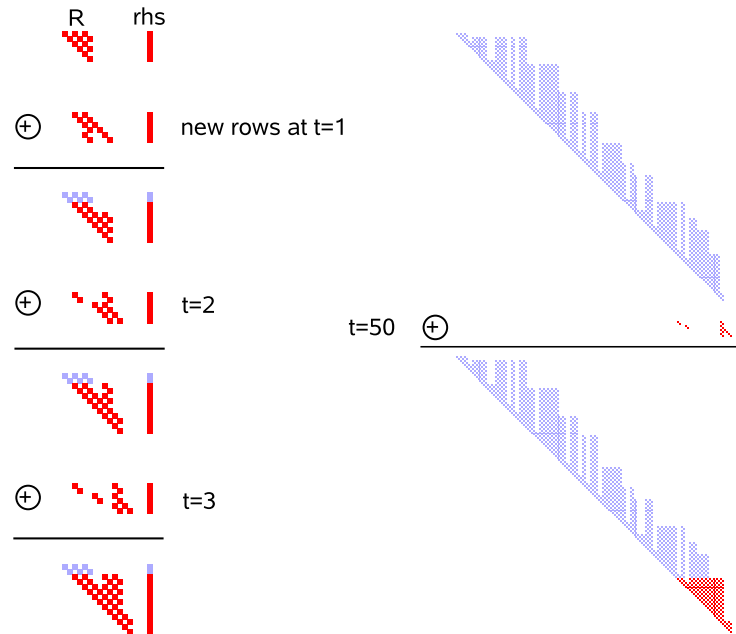 R rhs
+ new rows at t=1
+ t=2
t=50 +
+ t=3